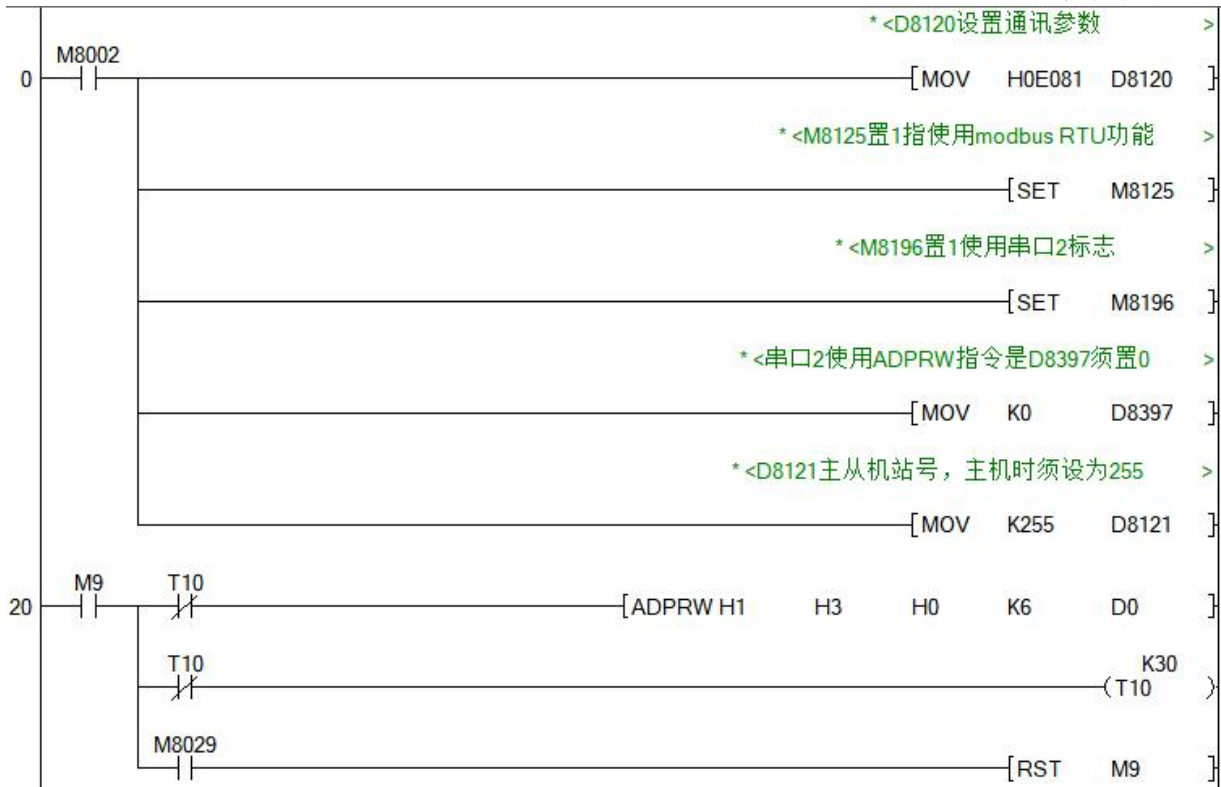 *<D8120设置通讯参数 >
M8002
0 [MOV H0E081 D8120 ]
*<M8125置1指使用modbus RTU功能 >
[SET M8125 ]
*<M8196置1使用串口2标志 >
[SET M8196 ]
*<串口2使用ADPRW指令是D8397须置0 >
[MOV K0 D8397 ]
*<D8121主从机站号，主机时须设为255 >
[MOV K255 D8121 ]
M9 T10
20 [ADPRW H1 H3 H0 K6 D0 ]
T10 K30
(T10 )
M8029
[RST M9 ]